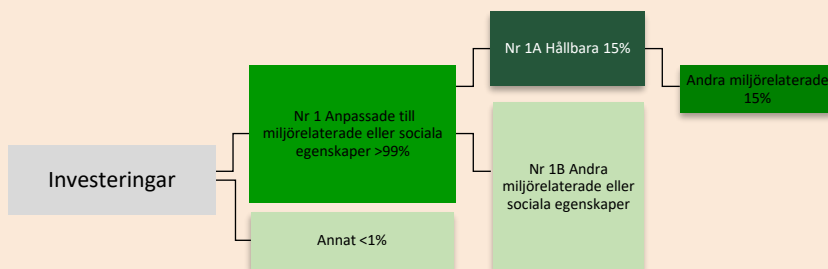 Investeringar
Nr 1 Anpassade till
miljörelaterade eller sociala
egenskaper >99%
Annat <1%
Nr 1A Hållbara 15%
Nr 1B Andra
miljörelaterade eller
sociala egenskaper
Andra miljörelaterade
15%